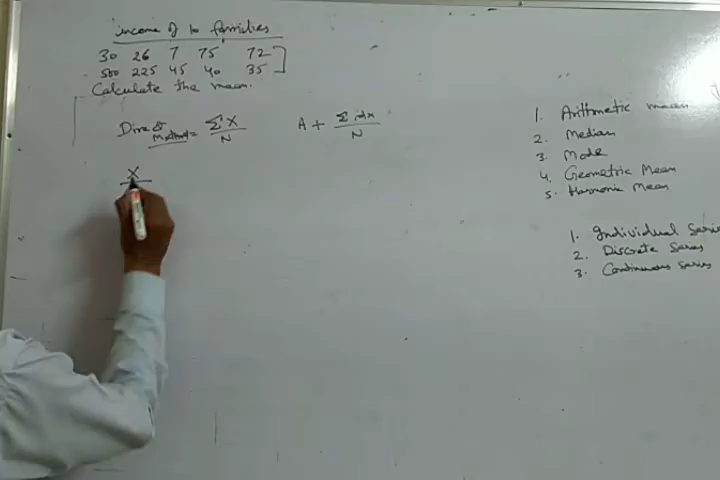 income of 10 families
30 26 7 75 72
500 225 45 40 35
Calculate the mean.
Direct Method = ΣX / N
A + Σdx / N
X
1. Arithmetic mean
2. Median
3. Mode
4. Geometric Mean
5. Harmonic Mean
1. Individual Series
2. Discrete Series
3. Continuous Series